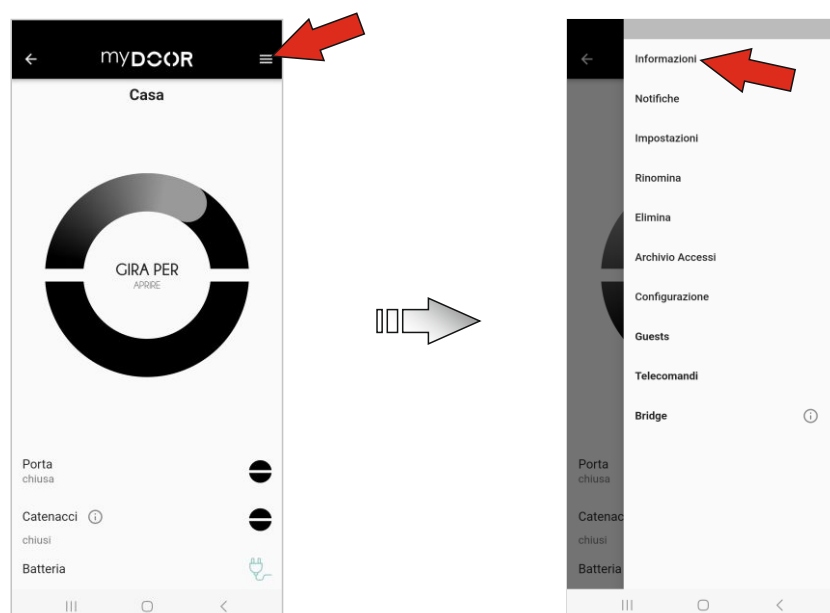 myDOOR
Casa
GIRA PER
APRIRE
Porta
chiusa
Catenacci
chiusi
Batteria
Informazioni
Notifiche
Impostazioni
Rinomina
Elimina
Archivio Accessi
Configurazione
Guests
Telecomandi
Bridge
Porta
chiusa
Catenac
chiusi
Batteria